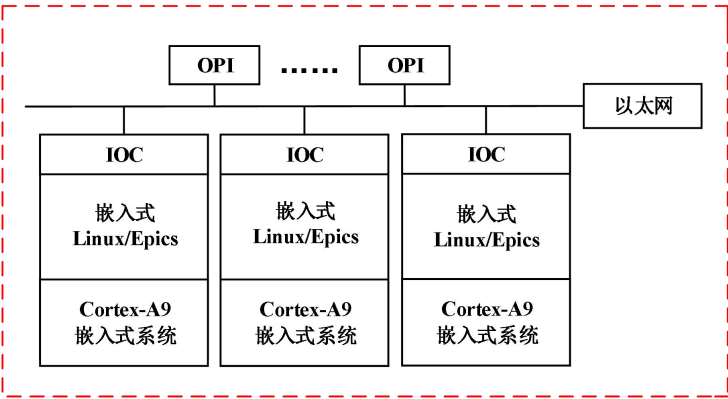 OPI
……
OPI
以太网
IOC
嵌入式
Linux/Epics
Cortex-A9
嵌入式系统
IOC
嵌入式
Linux/Epics
Cortex-A9
嵌入式系统
IOC
嵌入式
Linux/Epics
Cortex-A9
嵌入式系统